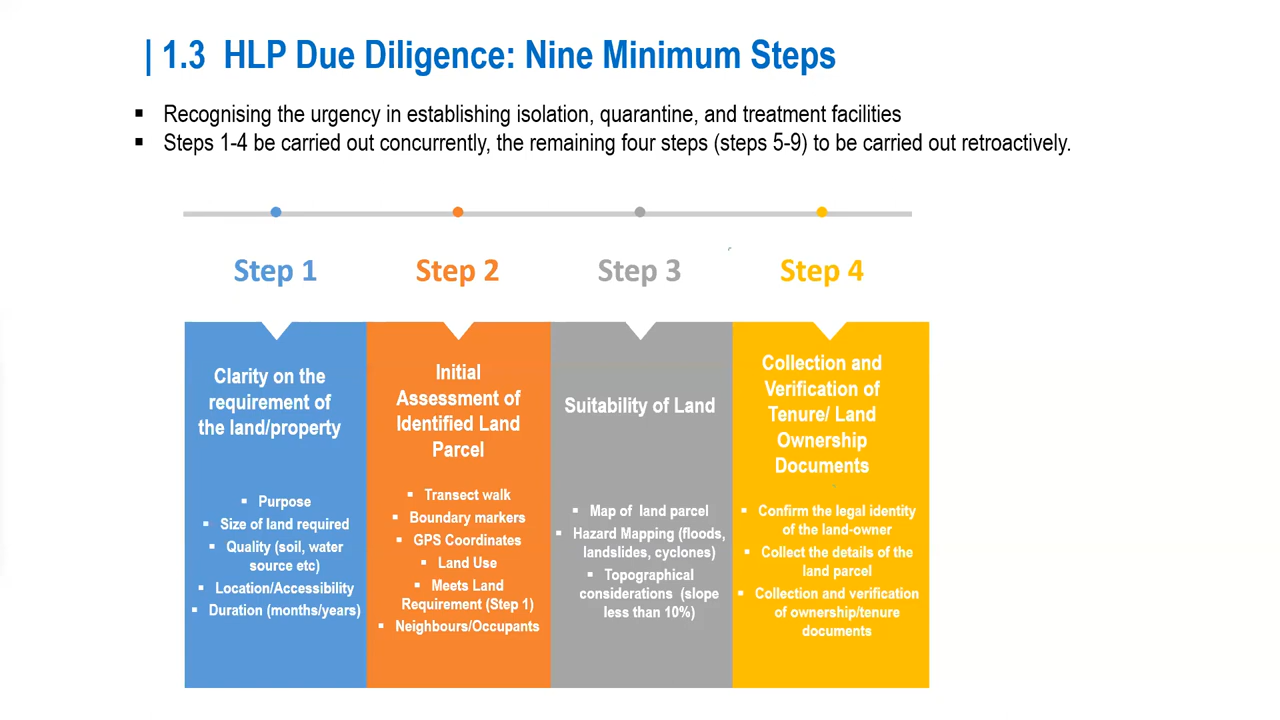 | 1.3 HLP Due Diligence: Nine Minimum Steps
▪ Recognising the urgency in establishing isolation, quarantine, and treatment facilities
▪ Steps 1-4 be carried out concurrently, the remaining four steps (steps 5-9) to be carried out retroactively.
Step 1
Clarity on the
requirement of
the land/property
▪ Purpose
▪ Size of land required
▪ Quality (soil, water
source etc)
▪ Location/Accessibility
▪ Duration (months/years)
Step 2
Initial
Assessment of
Identified Land
Parcel
▪ Transect walk
▪ Boundary markers
▪ GPS Coordinates
▪ Land Use
▪ Meets Land
Requirement (Step 1)
▪ Neighbours/Occupants
Step 3
Suitability of Land
▪ Map of land parcel
▪ Hazard Mapping (floods,
landslides, cyclones)
▪ Topographical
considerations (slope
less than 10%)
Step 4
Collection and
Verification of
Tenure/ Land
Ownership
Documents
▪ Confirm the legal identity
of the land-owner
▪ Collect the details of the
land parcel
▪ Collection and verification
of ownership/tenure
documents